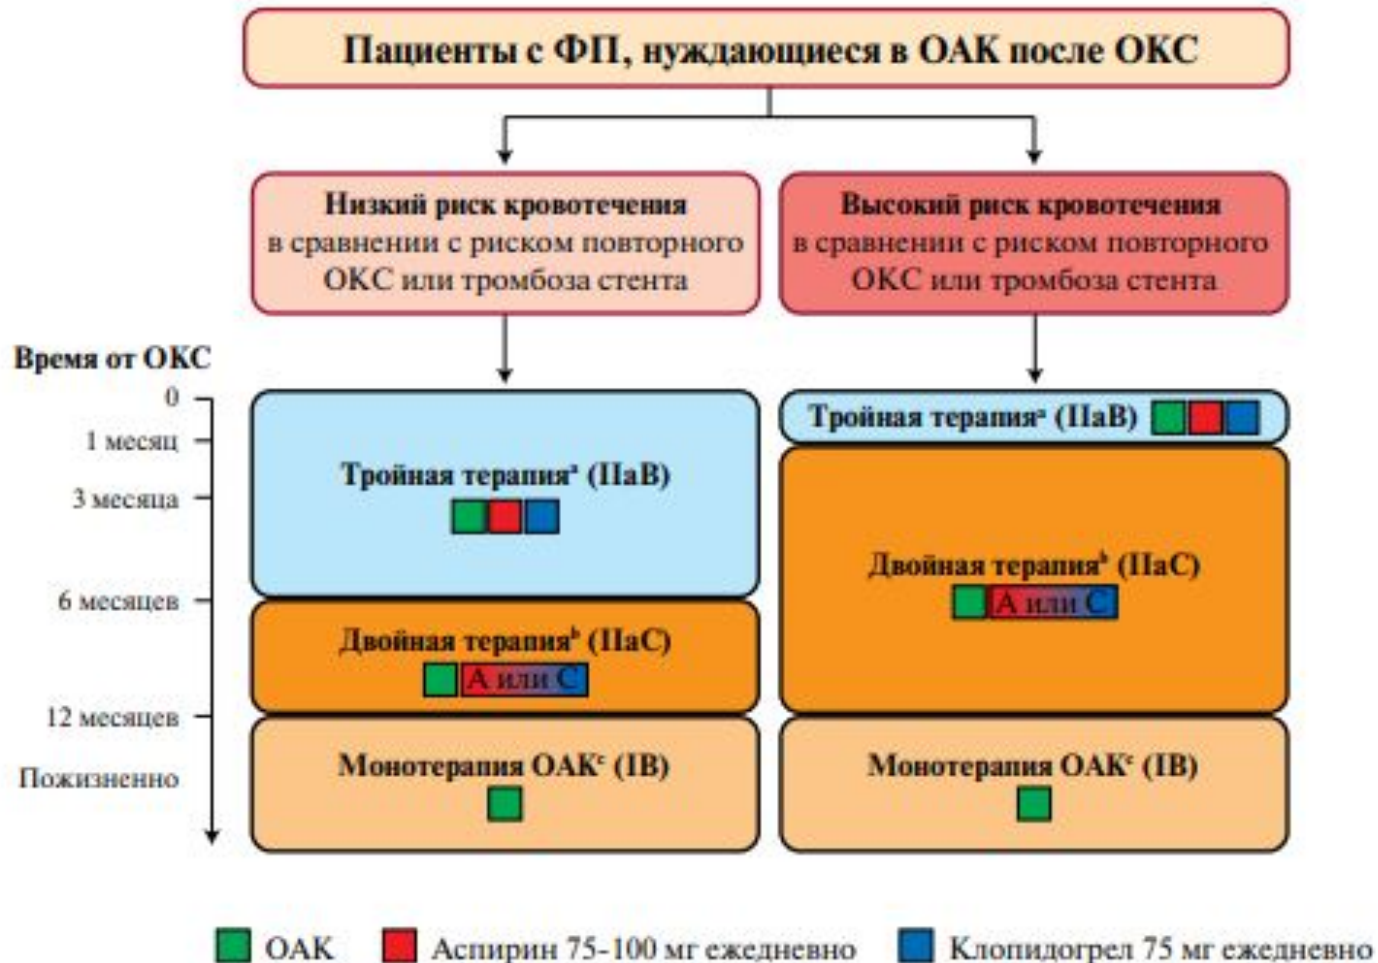 Пациенты с ФП, нуждающиеся в ОАК после ОКС
Низкий риск кровотечения
в сравнении с риском повторного
ОКС или тромбоза стента
Высокий риск кровотечения
в сравнении с риском повторного
ОКС или тромбоза стента
Время от ОКС
0
1 месяц
3 месяца
6 месяцев
12 месяцев
Пожизненно
Тройная терапияᵃ (IIaB)
Двойная терапияᵇ (IIaC)
А или С
Монотерапия ОАКᶜ (IB)
Тройная терапияᵃ (IIaB)
Двойная терапияᵇ (IIaC)
А или С
Монотерапия ОАКᶜ (IB)
ОАК
Аспирин 75-100 мг ежедневно
Клопидогрел 75 мг ежедневно